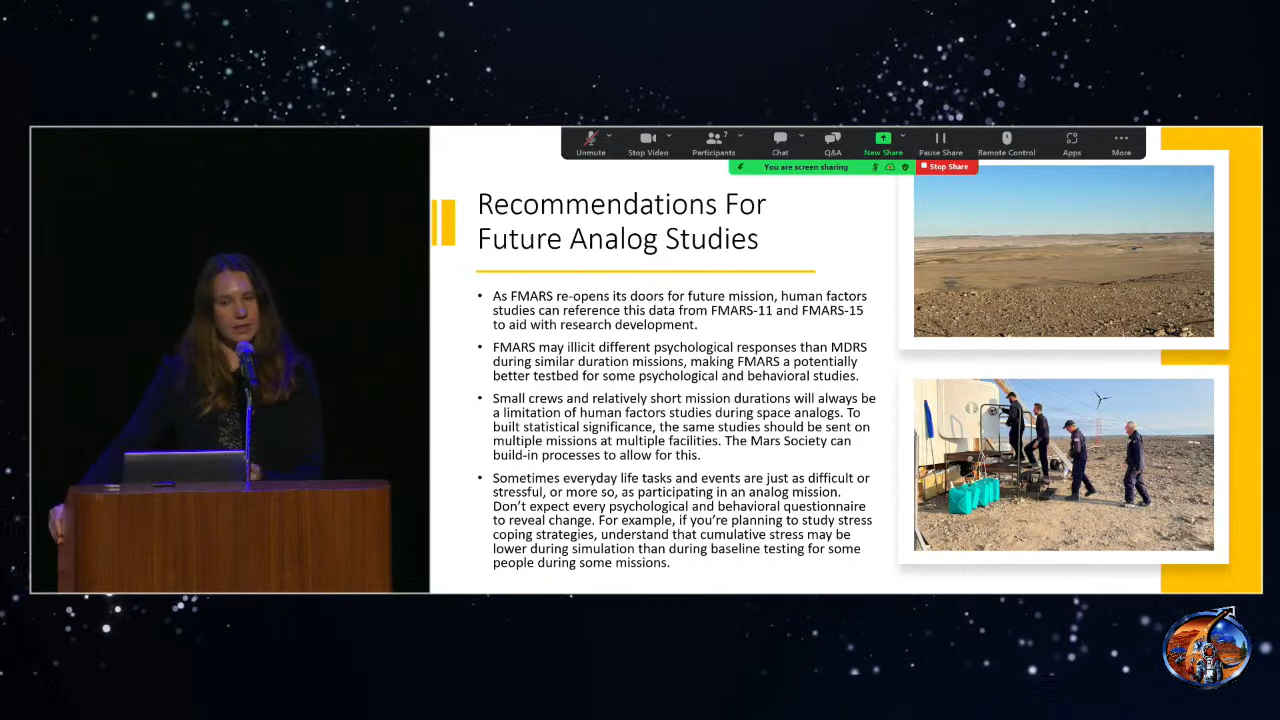 Unmute
Stop Video
7
Participants
Chat
Q&A
New Share
Pause Share
Remote Control
Apps
More
You are screen sharing
Stop Share
Recommendations For
Future Analog Studies
• As FMARS re-opens its doors for future mission, human factors
studies can reference this data from FMARS-11 and FMARS-15
to aid with research development.
• FMARS may illicit different psychological responses than MDRS
during similar duration missions, making FMARS a potentially
better testbed for some psychological and behavioral studies.
• Small crews and relatively short mission durations will always be
a limitation of human factors studies during space analogs. To
built statistical significance, the same studies should be sent on
multiple missions at multiple facilities. The Mars Society can
build-in processes to allow for this.
• Sometimes everyday life tasks and events are just as difficult or
stressful, or more so, as participating in an analog mission.
Don't expect every psychological and behavioral questionnaire
to reveal change. For example, if you're planning to study stress
coping strategies, understand that cumulative stress may be
lower during simulation than during baseline testing for some
people during some missions.